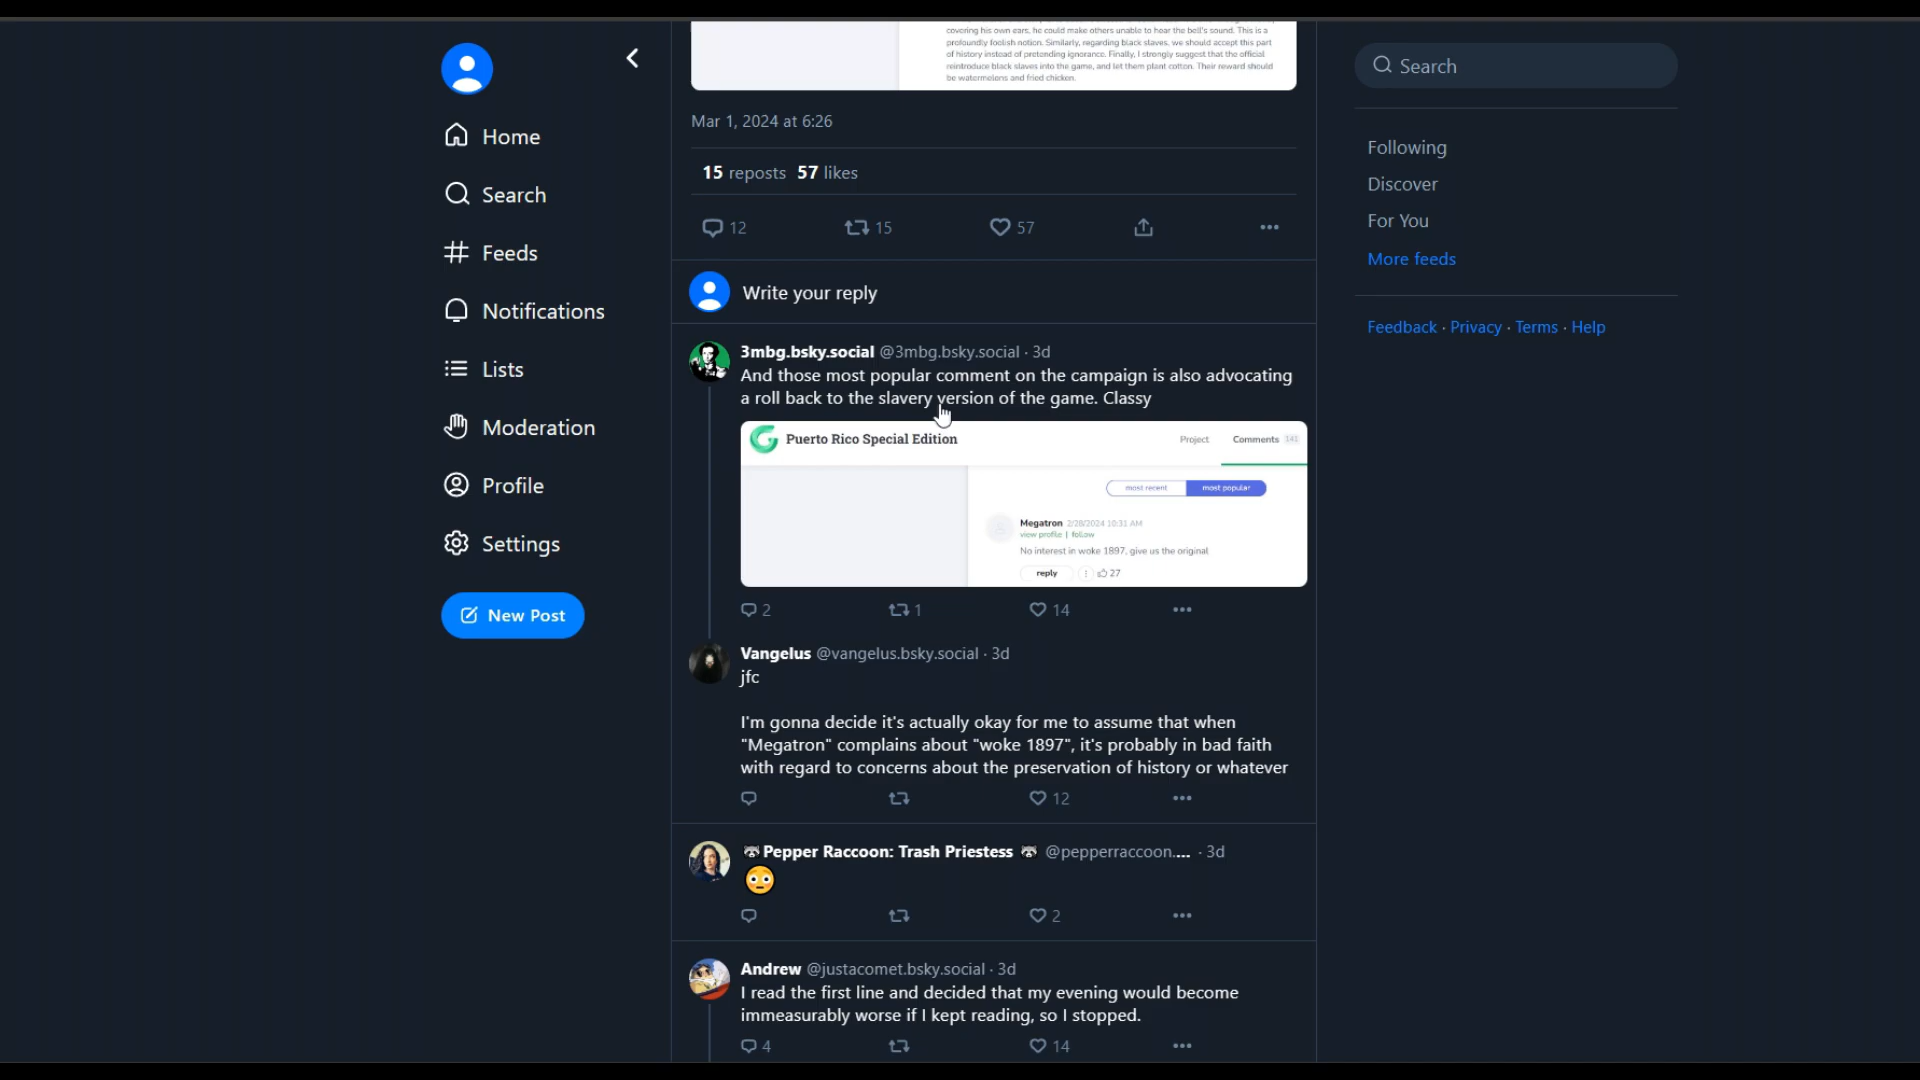 covering his own ears, he could make others unable to hear the bell's sound. This is a
profoundly foolish notion. Similarly, regarding black slaves, we should accept this part
of history instead of pretending ignorance. Finally, I strongly suggest that the official
reintroduce black slaves into the game, and let them plant cotton. Their reward should
be watermelons and fried chicken.
Mar 1, 2024 at 6:26
15 reposts 57 likes
12 15 57
Write your reply
3mbg.bsky.social @3mbg.bsky.social · 3d
And those most popular comment on the campaign is also advocating
a roll back to the slavery version of the game. Classy
Puerto Rico Special Edition
Project Comments 141
most recent most popular
Megatron 2/28/2024 10:31 AM
view profile | follow
No interest in woke 1897, give us the original
reply 27
2 1 14
Vangelus @vangelus.bsky.social · 3d
jfc
I'm gonna decide it's actually okay for me to assume that when
"Megatron" complains about "woke 1897", it's probably in bad faith
with regard to concerns about the preservation of history or whatever
12
🦝Pepper Raccoon: Trash Priestess 🦝 @pepperraccoon.... · 3d
😳
2
Andrew @justacomet.bsky.social · 3d
I read the first line and decided that my evening would become
immeasurably worse if I kept reading, so I stopped.
4 14
Home
Search
Feeds
Notifications
Lists
Moderation
Profile
Settings
New Post
Search
Following
Discover
For You
More feeds
Feedback · Privacy · Terms · Help